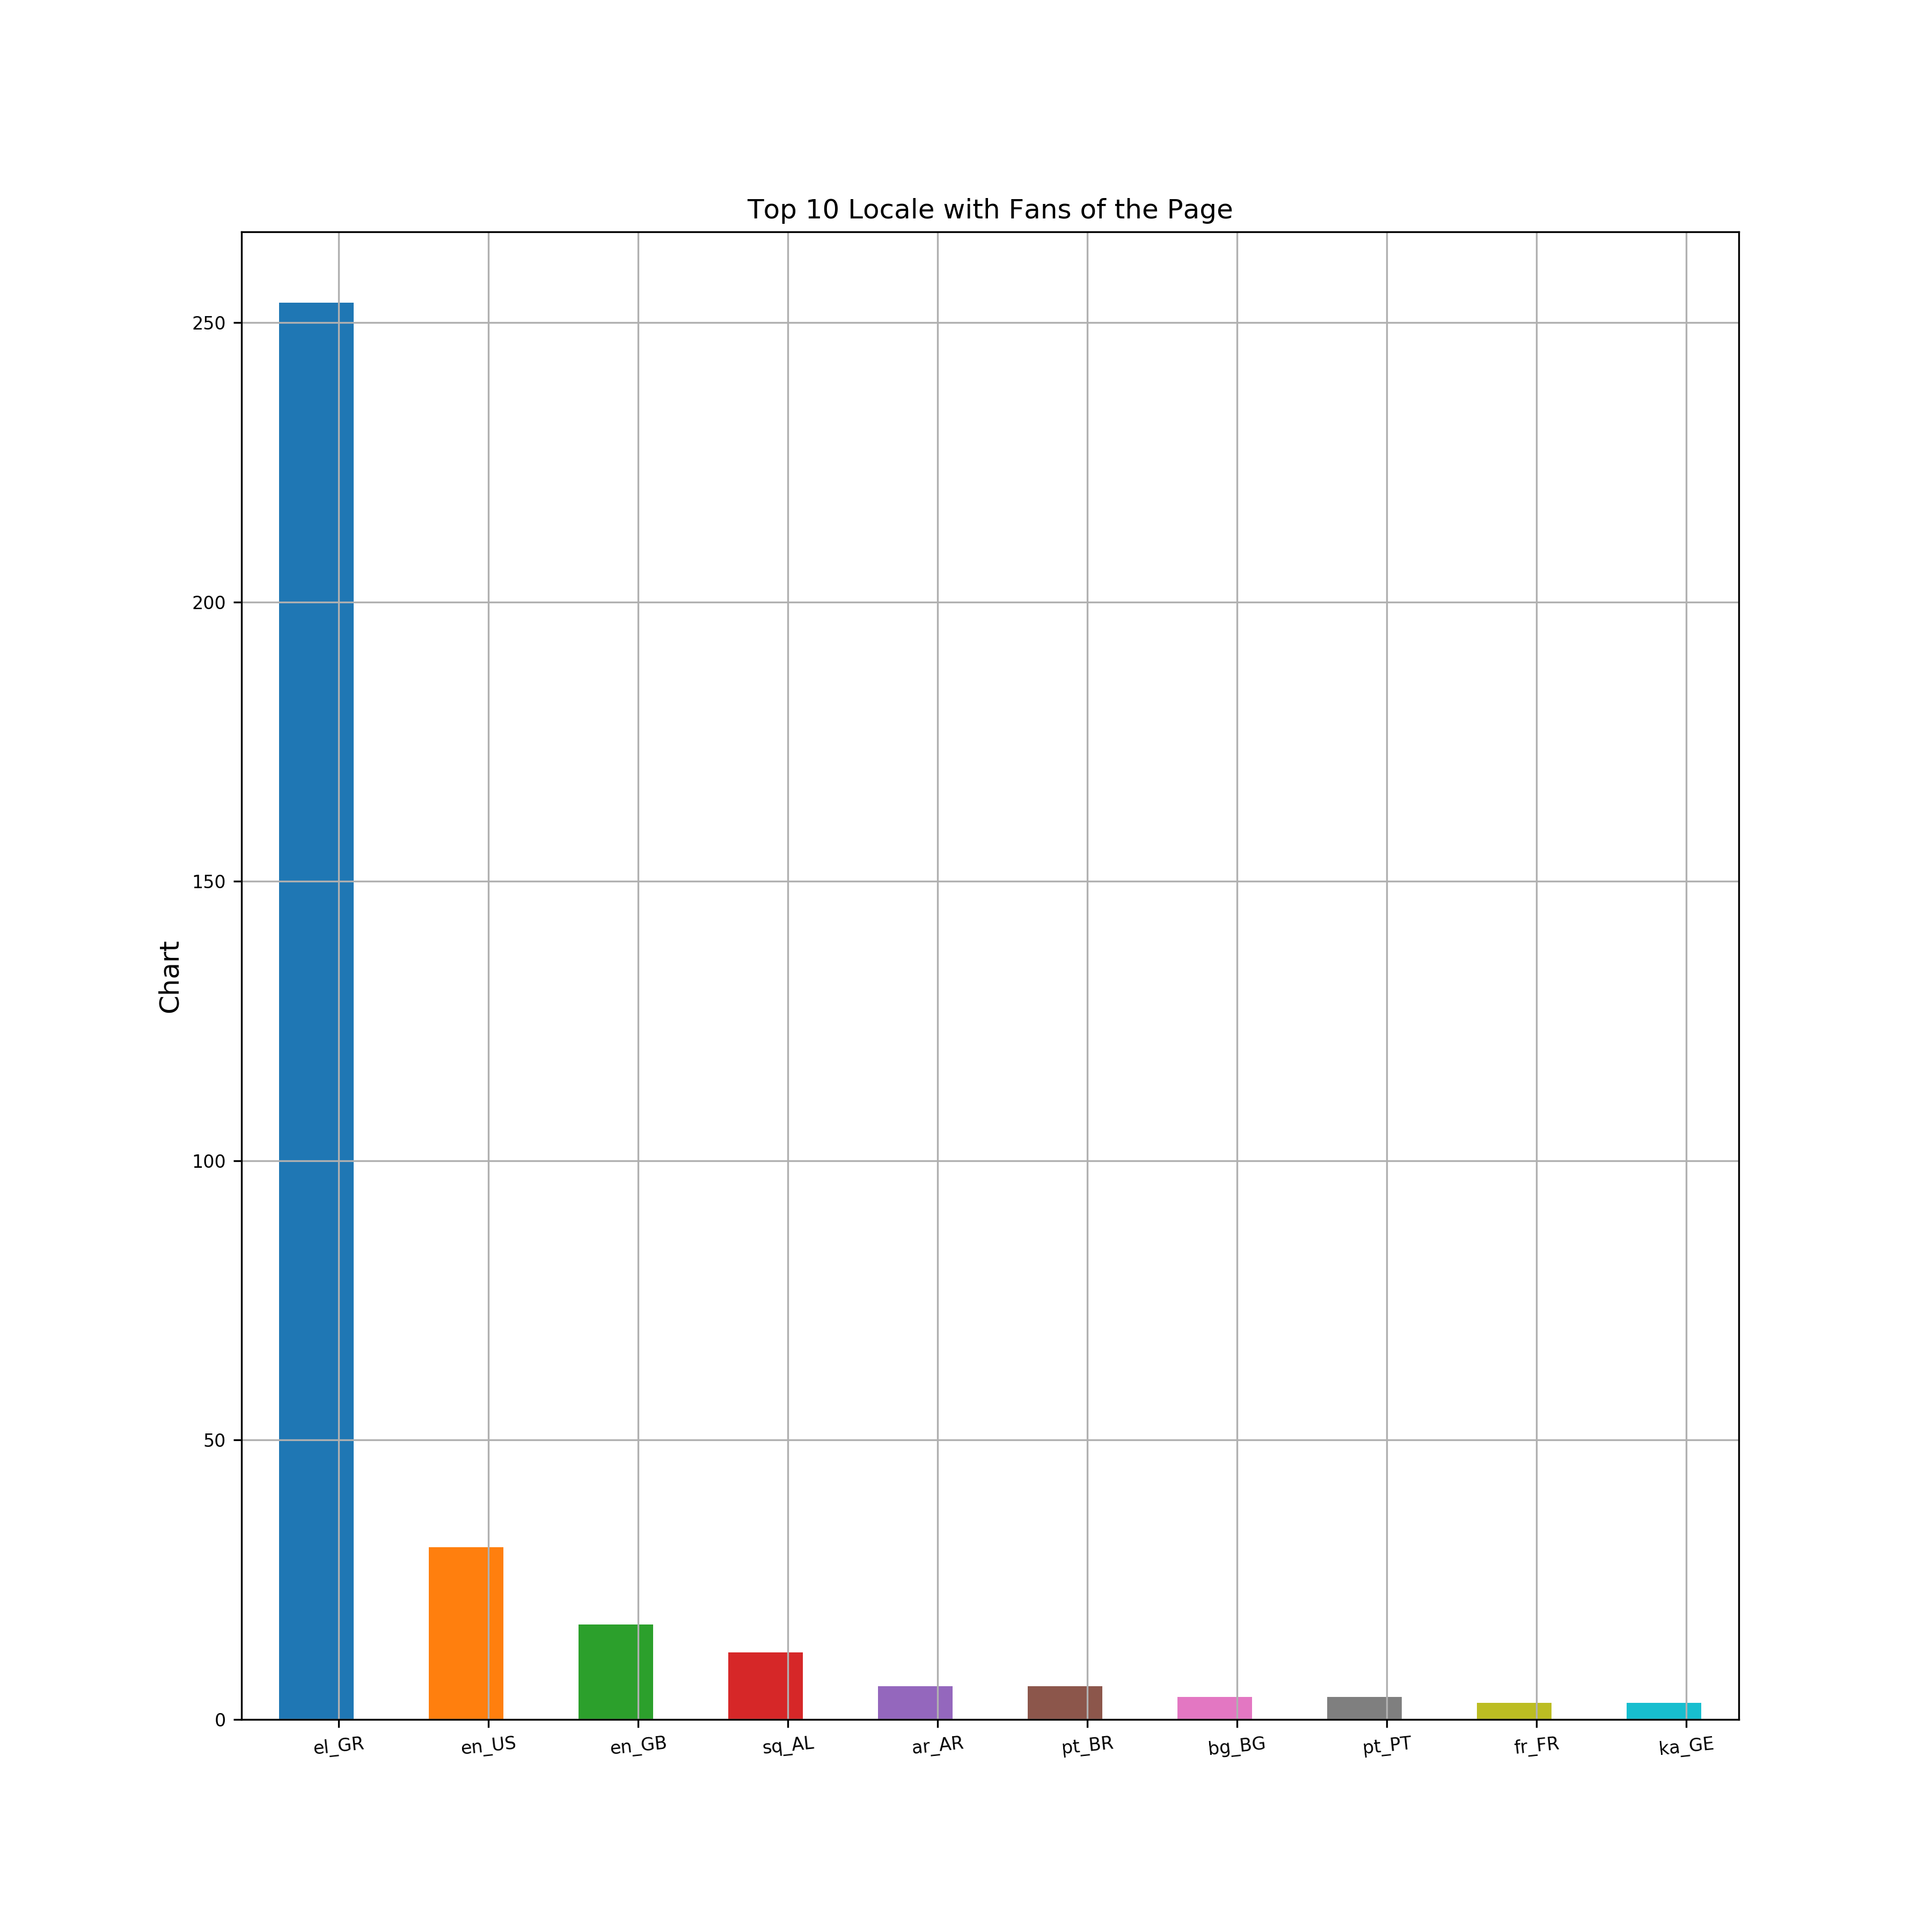 Top 10 Locale with Fans of the Page
250
200
150
100
50
0
Chart
el_GR
en_US
en_GB
sq_AL
ar_AR
pt_BR
bg_BG
pt_PT
fr_FR
ka_GE